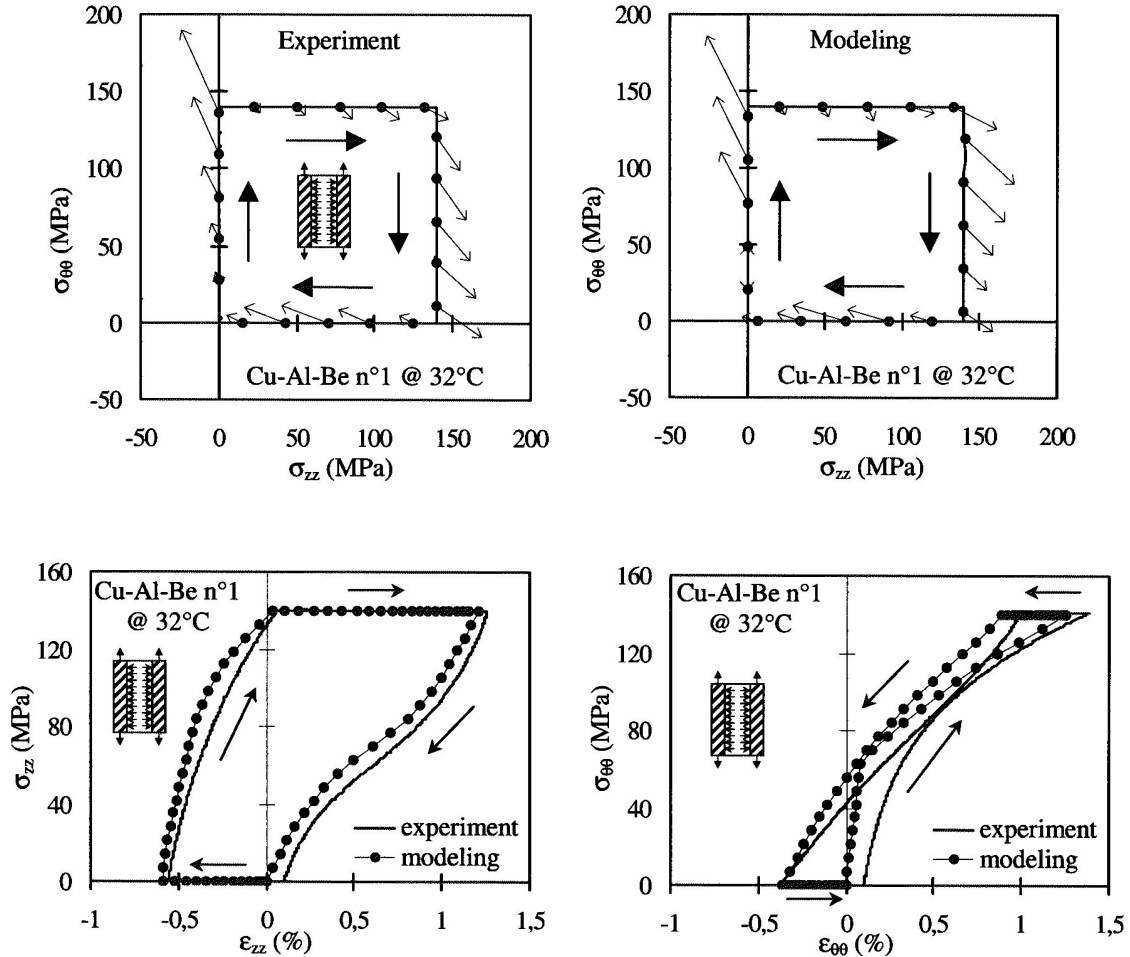 200
150
100
50
0
-50
σθθ (MPa)
Experiment
Cu-Al-Be n°1 @ 32°C
-50 0 50 100 150 200
σzz (MPa)
200
150
100
50
0
-50
σθθ (MPa)
Modeling
Cu-Al-Be n°1 @ 32°C
-50 0 50 100 150 200
σzz (MPa)
160
120
80
40
0
σzz (MPa)
Cu-Al-Be n°1
@ 32°C
experiment
modeling
-1 -0,5 0 0,5 1 1,5
εzz (%)
160
120
80
40
0
σθθ (MPa)
Cu-Al-Be n°1
@ 32°C
experiment
modeling
-1 -0,5 0 0,5 1 1,5
εθθ (%)